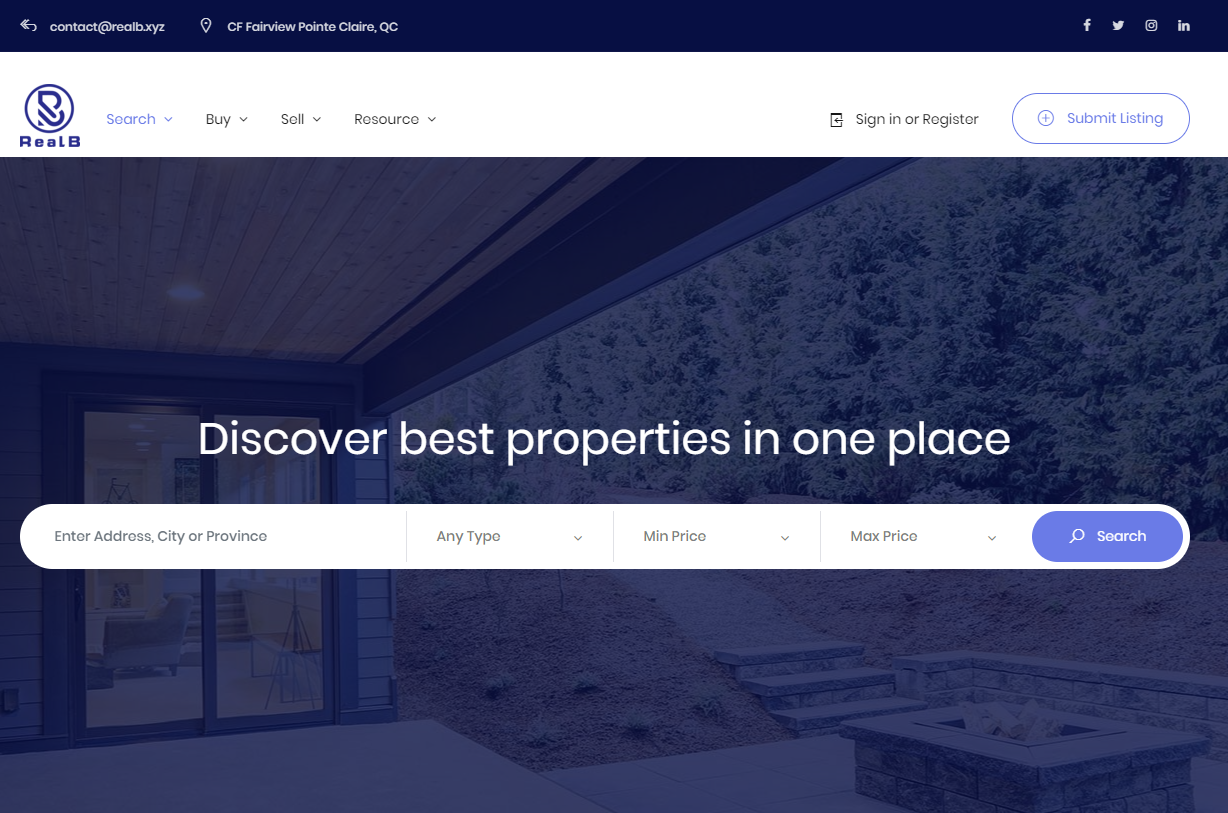 contact@realb.xyz CF Fairview Pointe Claire, QC
RealB
Search Buy Sell Resource Sign in or Register Submit Listing
Discover best properties in one place
Enter Address, City or Province Any Type Min Price Max Price Search